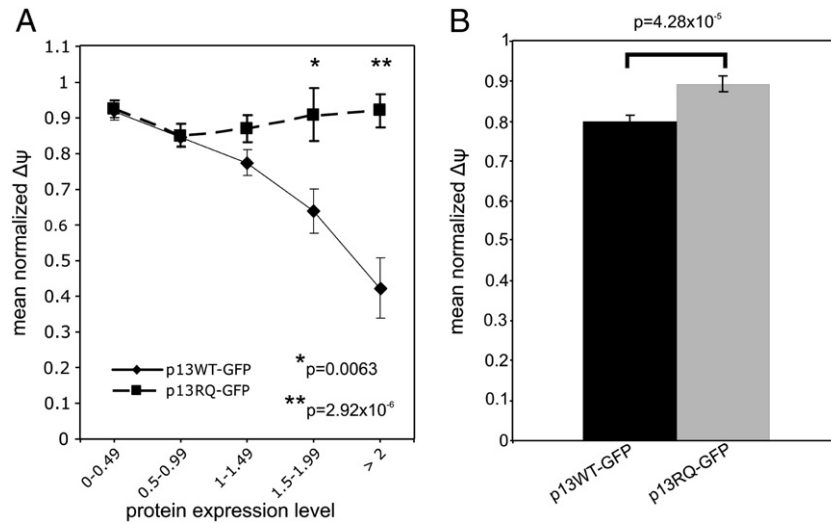 A
mean normalized Δψ
1.1
1
0.9
0.8
0.7
0.6
0.5
0.4
0.3
0.2
0.1
0
* **
p13WT-GFP
p13RQ-GFP
* p=0.0063
** p=2.92x10⁻⁶
0-0.49
0.5-0.99
1-1.49
1.5-1.99
> 2
protein expression level
B
p=4.28x10⁻⁵
mean normalized Δψ
1
0.9
0.8
0.7
0.6
0.5
0.4
0.3
0.2
0.1
0
p13WT-GFP
p13RQ-GFP